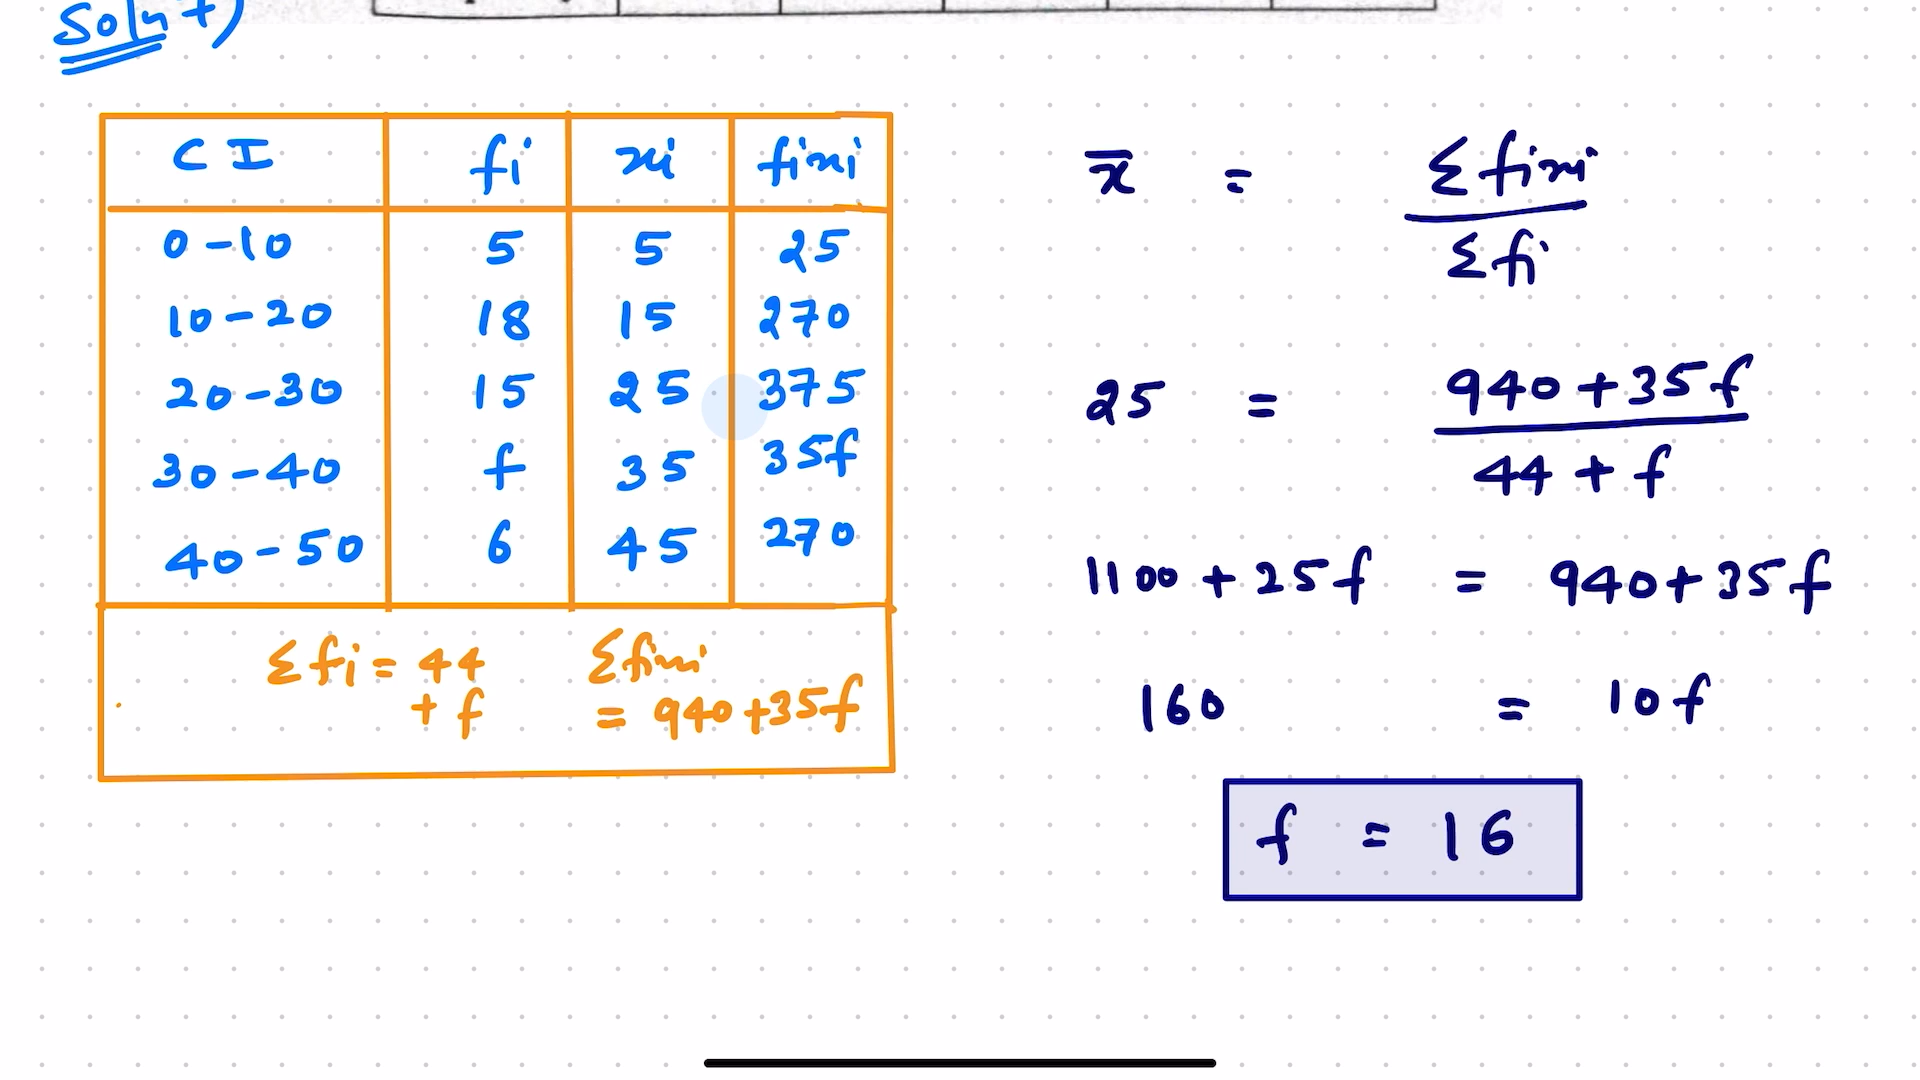 Soln +)
CI fi xi fixi
0-10 5 5 25
10-20 18 15 270
20-30 15 25 375
30-40 f 35 35f
40-50 6 45 270
Σfi = 44 + f
Σfixi = 940+35f
x̄ = Σfixi / Σfi
25 = 940+35f / 44 + f
1100 + 25f = 940+35f
160 = 10f
f = 16